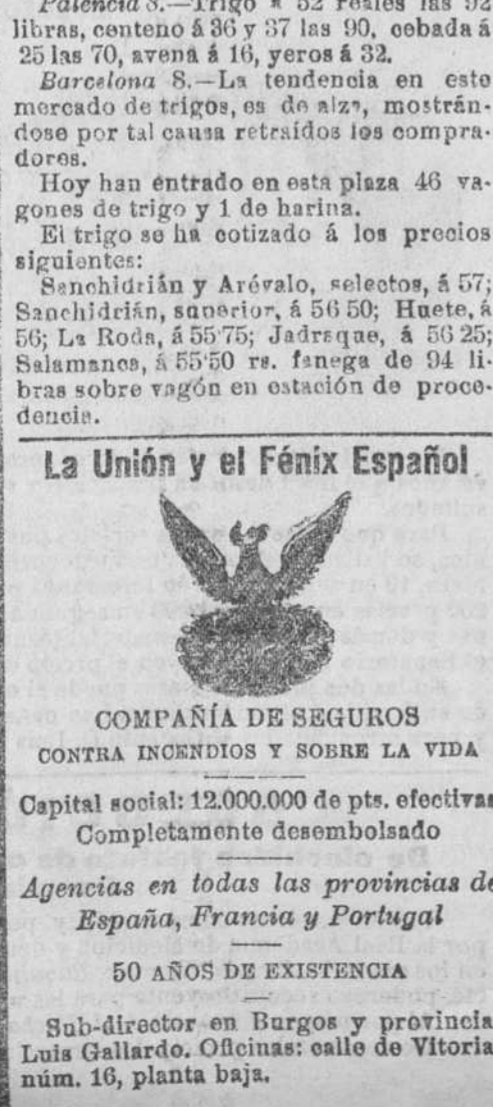 Palencia 8.—Trigo á 52 reales las 92
libras, centeno á 36 y 37 las 90, cebada á
25 las 70, avena á 16, yeros á 32.
Barcelona 8.—La tendencia en este
mercado de trigos, es de alza, mostrán-
dose por tal causa retraídos los compra-
dores.
Hoy han entrado en esta plaza 46 va-
gones de trigo y 1 de harina.
El trigo se ha cotizado á los precios
siguientes:
Sanchidrián y Arévalo, selectos, á 57;
Sanchidrián, superior, á 56 50; Huete, á
56; La Roda, á 55'75; Jadraque, á 56 25;
Salamanca, á 55'50 rs. fanega de 94 li-
bras sobre vagón en estación de proce-
dencia.
La Unión y el Fénix Español
COMPAÑÍA DE SEGUROS
CONTRA INCENDIOS Y SOBRE LA VIDA
Capital social: 12.000.000 de pts. efectivas
Completamente desembolsado
Agencias en todas las provincias de
España, Francia y Portugal
50 AÑOS DE EXISTENCIA
Sub-director en Burgos y provincia
Luis Gallardo. Oficinas: calle de Vitoria
núm. 16, planta baja.